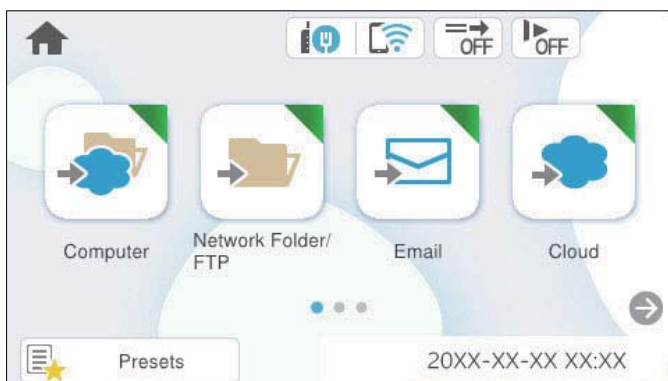 OFF OFF
Computer
Network Folder/
FTP
Email
Cloud
Presets
20XX-XX-XX XX:XX